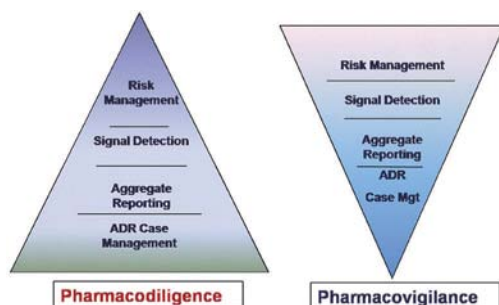 Risk
Management
Signal Detection
Aggregate
Reporting
ADR Case
Management
Pharmacodiligence
Risk Management
Signal Detection
Aggregate
Reporting
ADR
Case Mgt
Pharmacovigilance